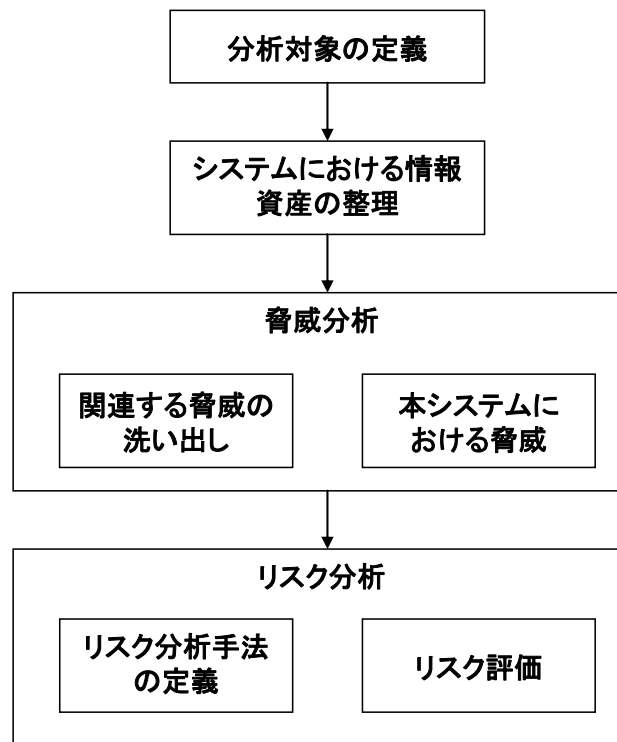 分析対象の定義
システムにおける情報
資産の整理
脅威分析
関連する脅威の
洗い出し
本システムに
おける脅威
リスク分析
リスク分析手法
の定義
リスク評価